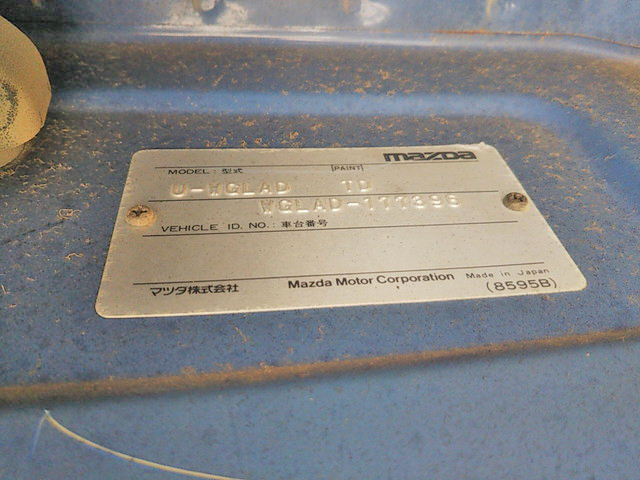 mazda
MODEL : 型式 PAINT
U-WGLAD TD
WGLAD-177396
VEHICLE ID. NO. : 車台番号
マツダ株式会社 Mazda Motor Corporation Made in Japan
(8595B)